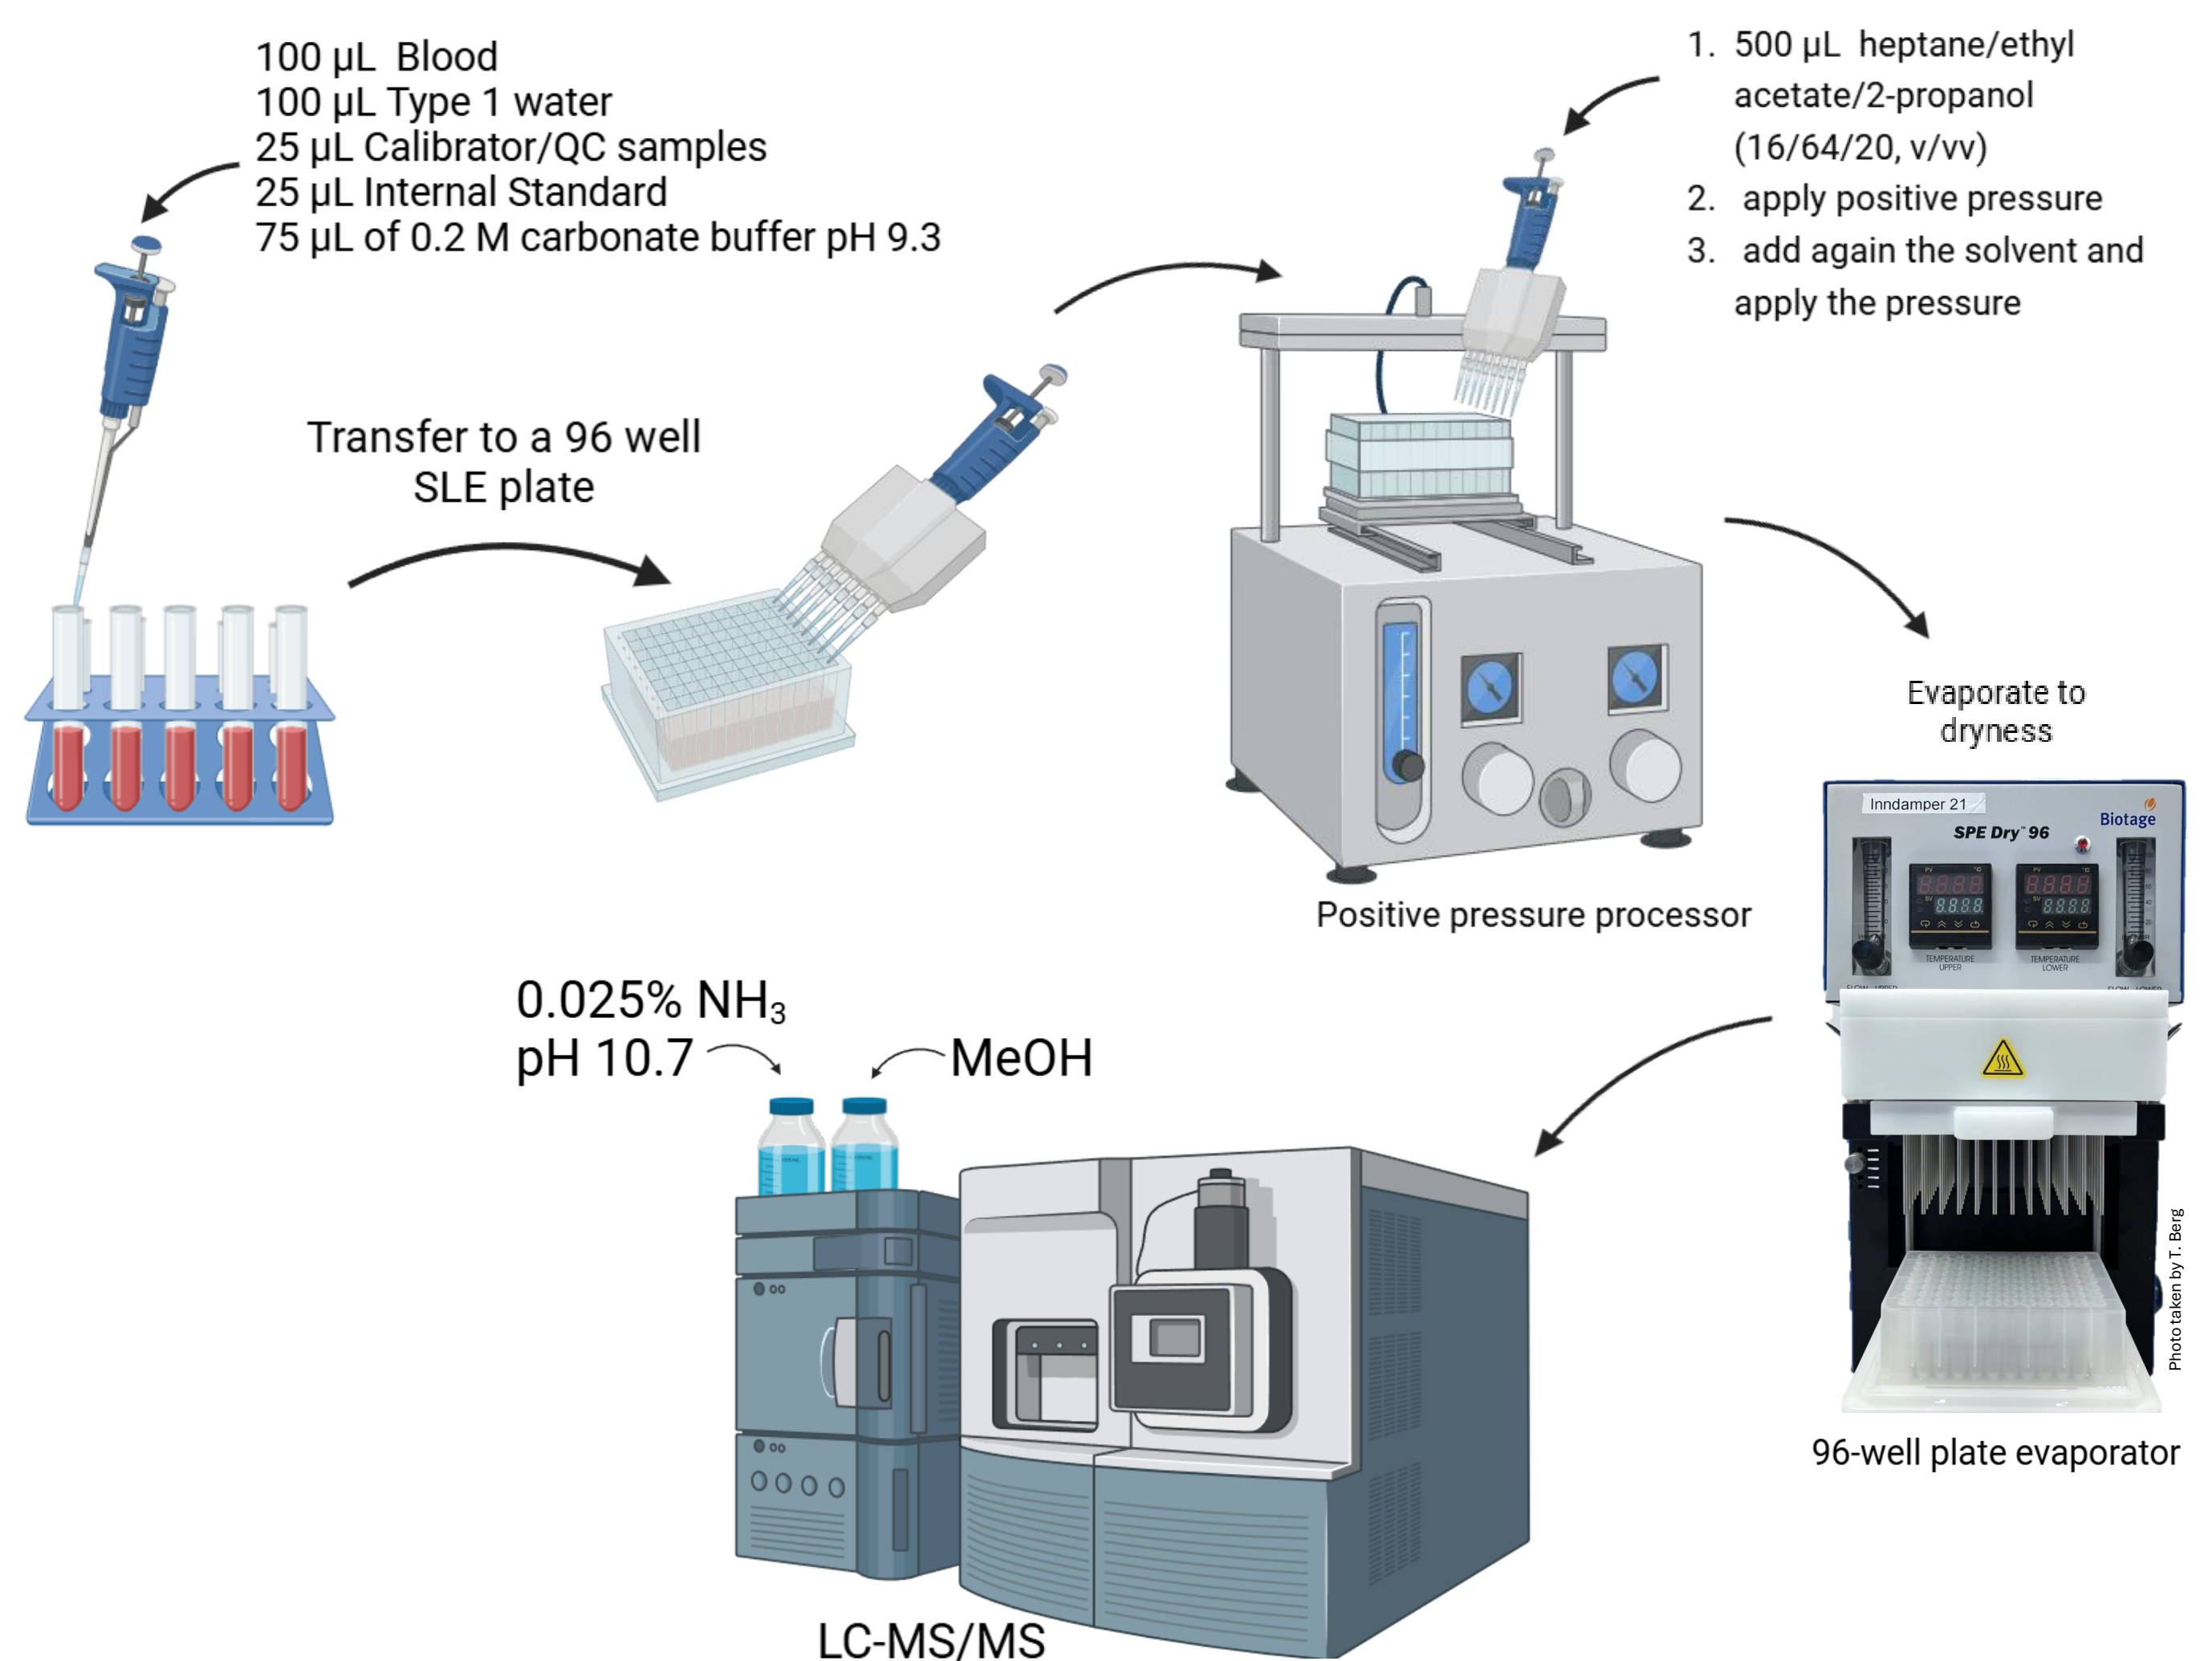 100 µL  Blood
100 µL Type 1 water
25 µL Calibrator/QC samples
25 µL Internal Standard
75 µL of 0.2 M carbonate buffer pH 9.3
Transfer to a 96 well
SLE plate
1. 500 µL  heptane/ethyl
acetate/2-propanol
(16/64/20, v/vv)
2. apply positive pressure
3. add again the solvent and
apply the pressure
Positive pressure processor
Evaporate to
dryness
Inndamper 21
Biotage
SPE Dry™ 96
TEMPERATURE
UPPER
TEMPERATURE
LOWER
Photo taken by T. Berg
96-well plate evaporator
0.025% NH₃
pH 10.7
MeOH
LC-MS/MS